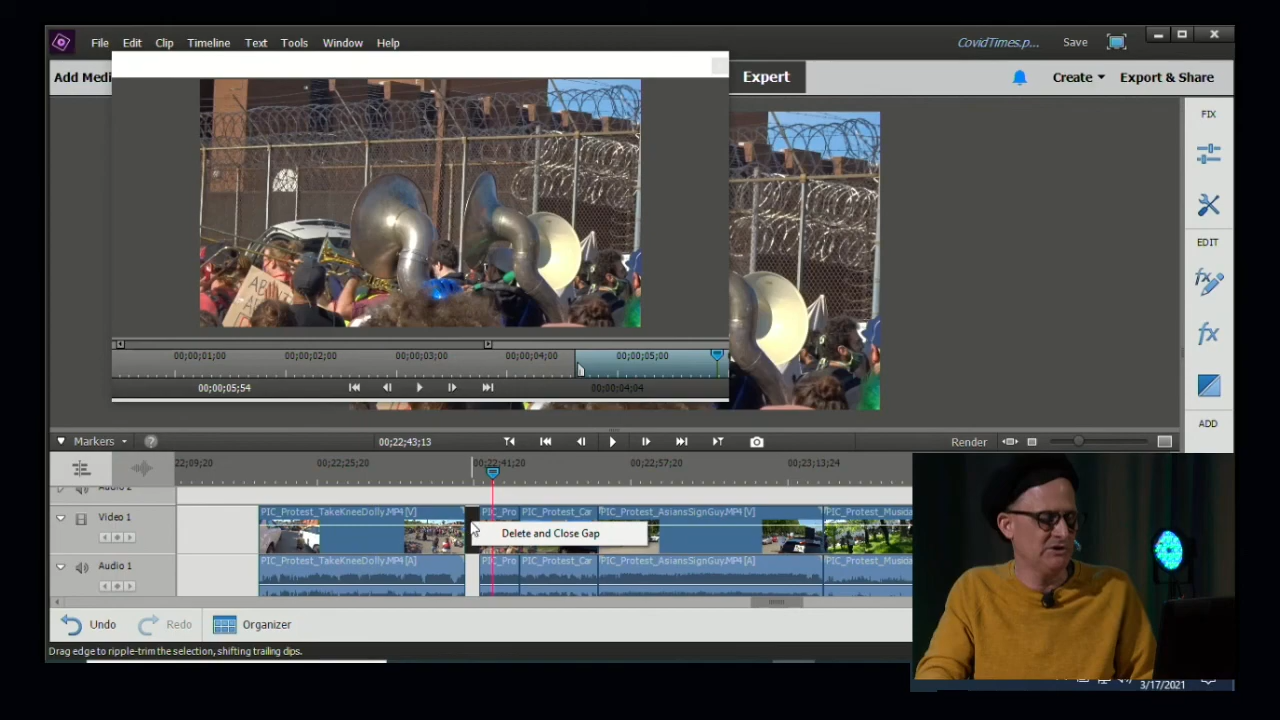 File Edit Clip Timeline Text Tools Window Help
CovidTimes.p... Save
Add Medi
Expert
Create Export & Share
FIX
EDIT
ADD
00;00;01;00 00;00;02;00 00;00;03;00 00;00;04;00 00;00;05;00
00;00;05;54 00;00;04;04
Markers ? 00;22;43;13 Render
22;09;20 00;22;25;20 00;22;41;20 00;22;57;20 00;23;13;24
Audio 2
Video 1
PIC_Protest_TakeKneeDolly.MP4 [V] PIC_Pro PIC_Protest_Car PIC_Protest_AsiansSignGuy.MP4 [V] PIC_Protest_Musicia
Delete and Close Gap
Audio 1
PIC_Protest_TakeKneeDolly.MP4 [A] PIC_Pro PIC_Protest_Car PIC_Protest_AsiansSignGuy.MP4 [A] PIC_Protest_Musicia
Undo Redo Organizer
Drag edge to ripple-trim the selection, shifting trailing clips.
3/17/2021